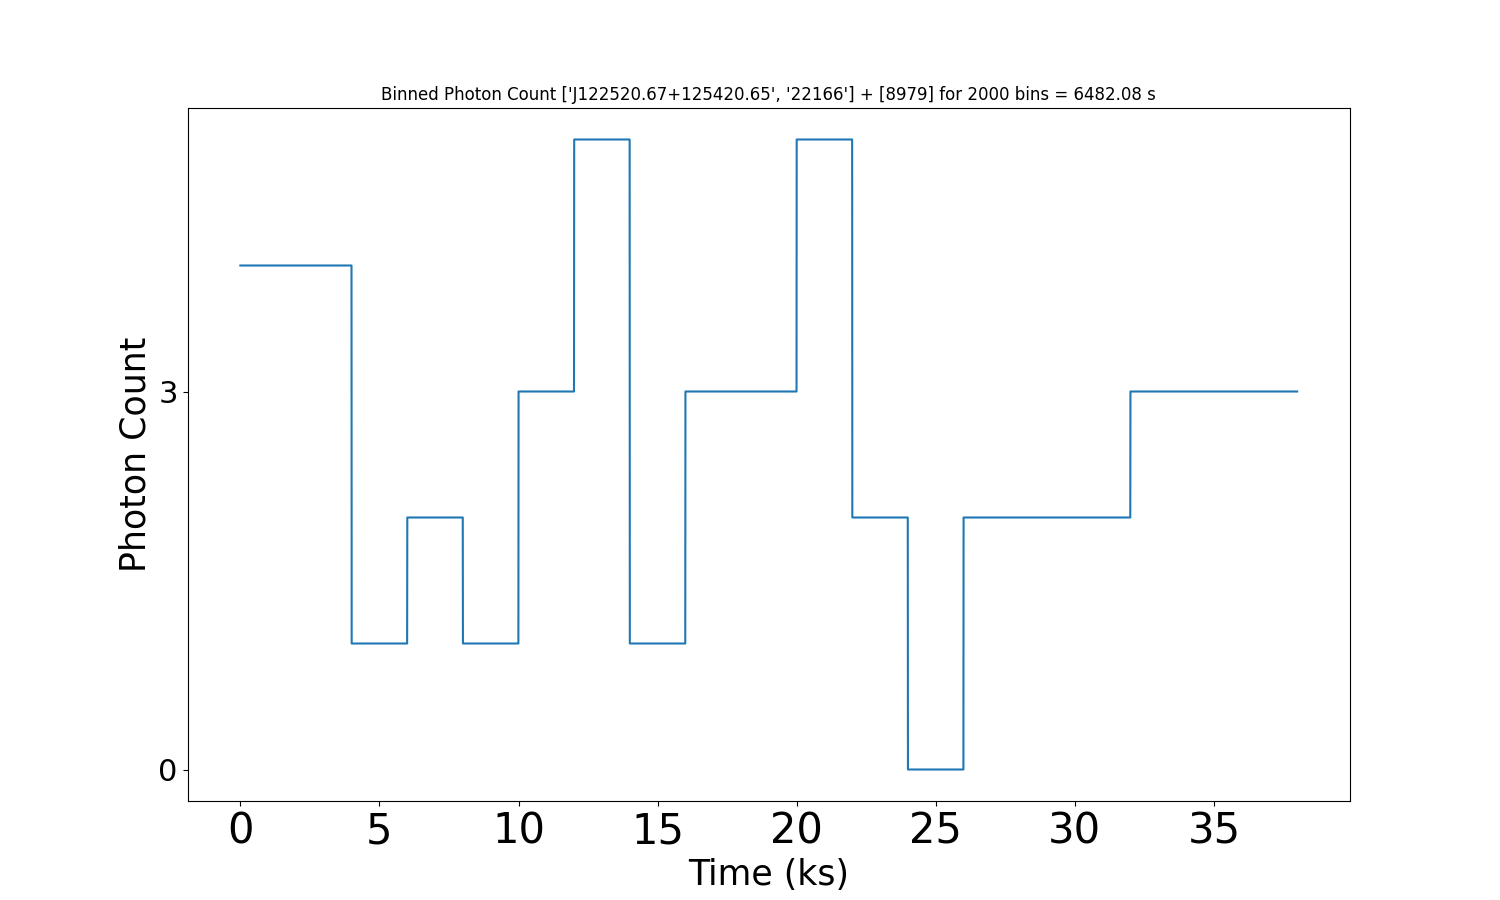 Binned Photon Count ['J122520.67+125420.65', '22166'] + [8979] for 2000 bins = 6482.08 s
Photon Count
3
0
0 5 10 15 20 25 30 35
Time (ks)